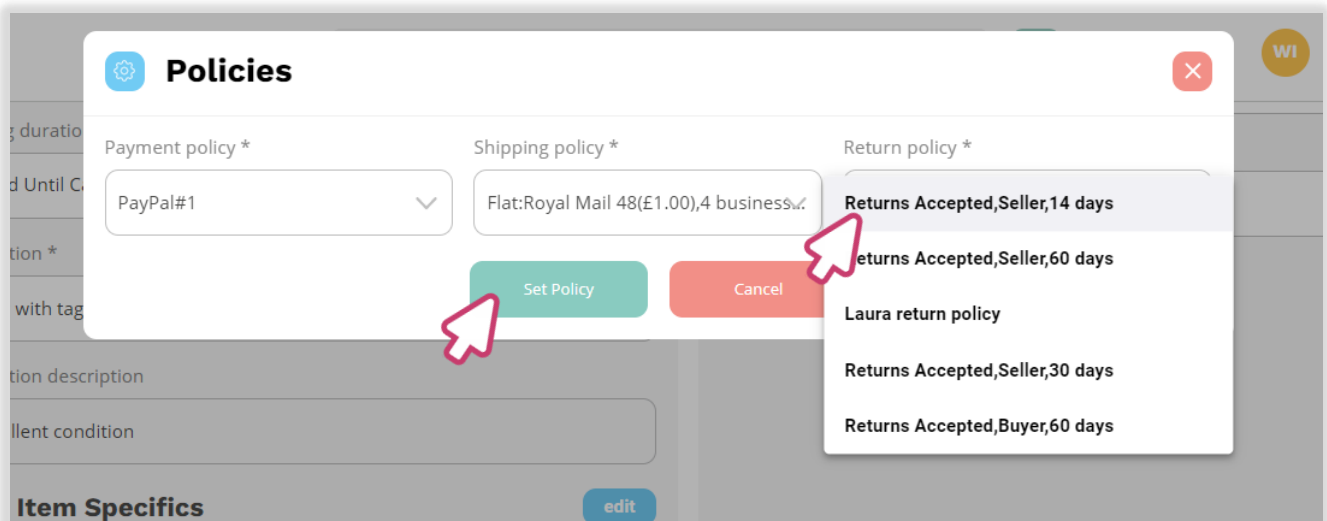 WI
Policies
g duratio
Payment policy *
Shipping policy *
Return policy *
d Until Ca
PayPal#1
Flat:Royal Mail 48(£1.00),4 business...
Returns Accepted,Seller,14 days
tion *
Returns Accepted,Seller,60 days
Set Policy
Cancel
with tag
Laura return policy
tion description
Returns Accepted,Seller,30 days
llent condition
Returns Accepted,Buyer,60 days
Item Specifics
edit